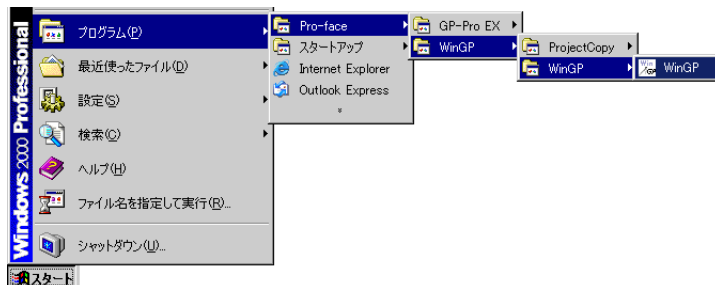 Windows 2000 Professional
プログラム(P)
最近使ったファイル(D)
設定(S)
検索(C)
ヘルプ(H)
ファイル名を指定して実行(R)...
シャットダウン(U)...
スタート
Pro-face
スタートアップ
Internet Explorer
Outlook Express
GP-Pro EX
WinGP
ProjectCopy
WinGP
WinGP